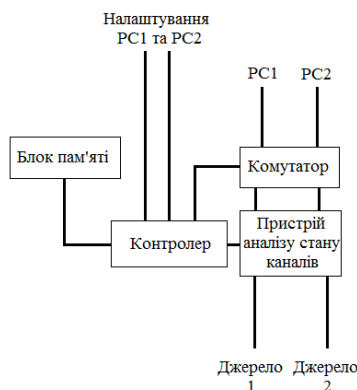 Налаштування
РС1 та РС2
РС1
РС2
Блок пам'яті
Комутатор
Контролер
Пристрій
аналізу стану
каналів
Джерело
1
Джерело
2